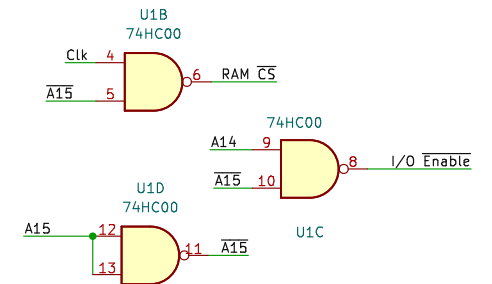 U1B
74HC00
Clk 4
A15 5
6 RAM CS
74HC00
A14 9
A15 10
8 I/O Enable
U1C
U1D
74HC00
A15 12
13
11 A15